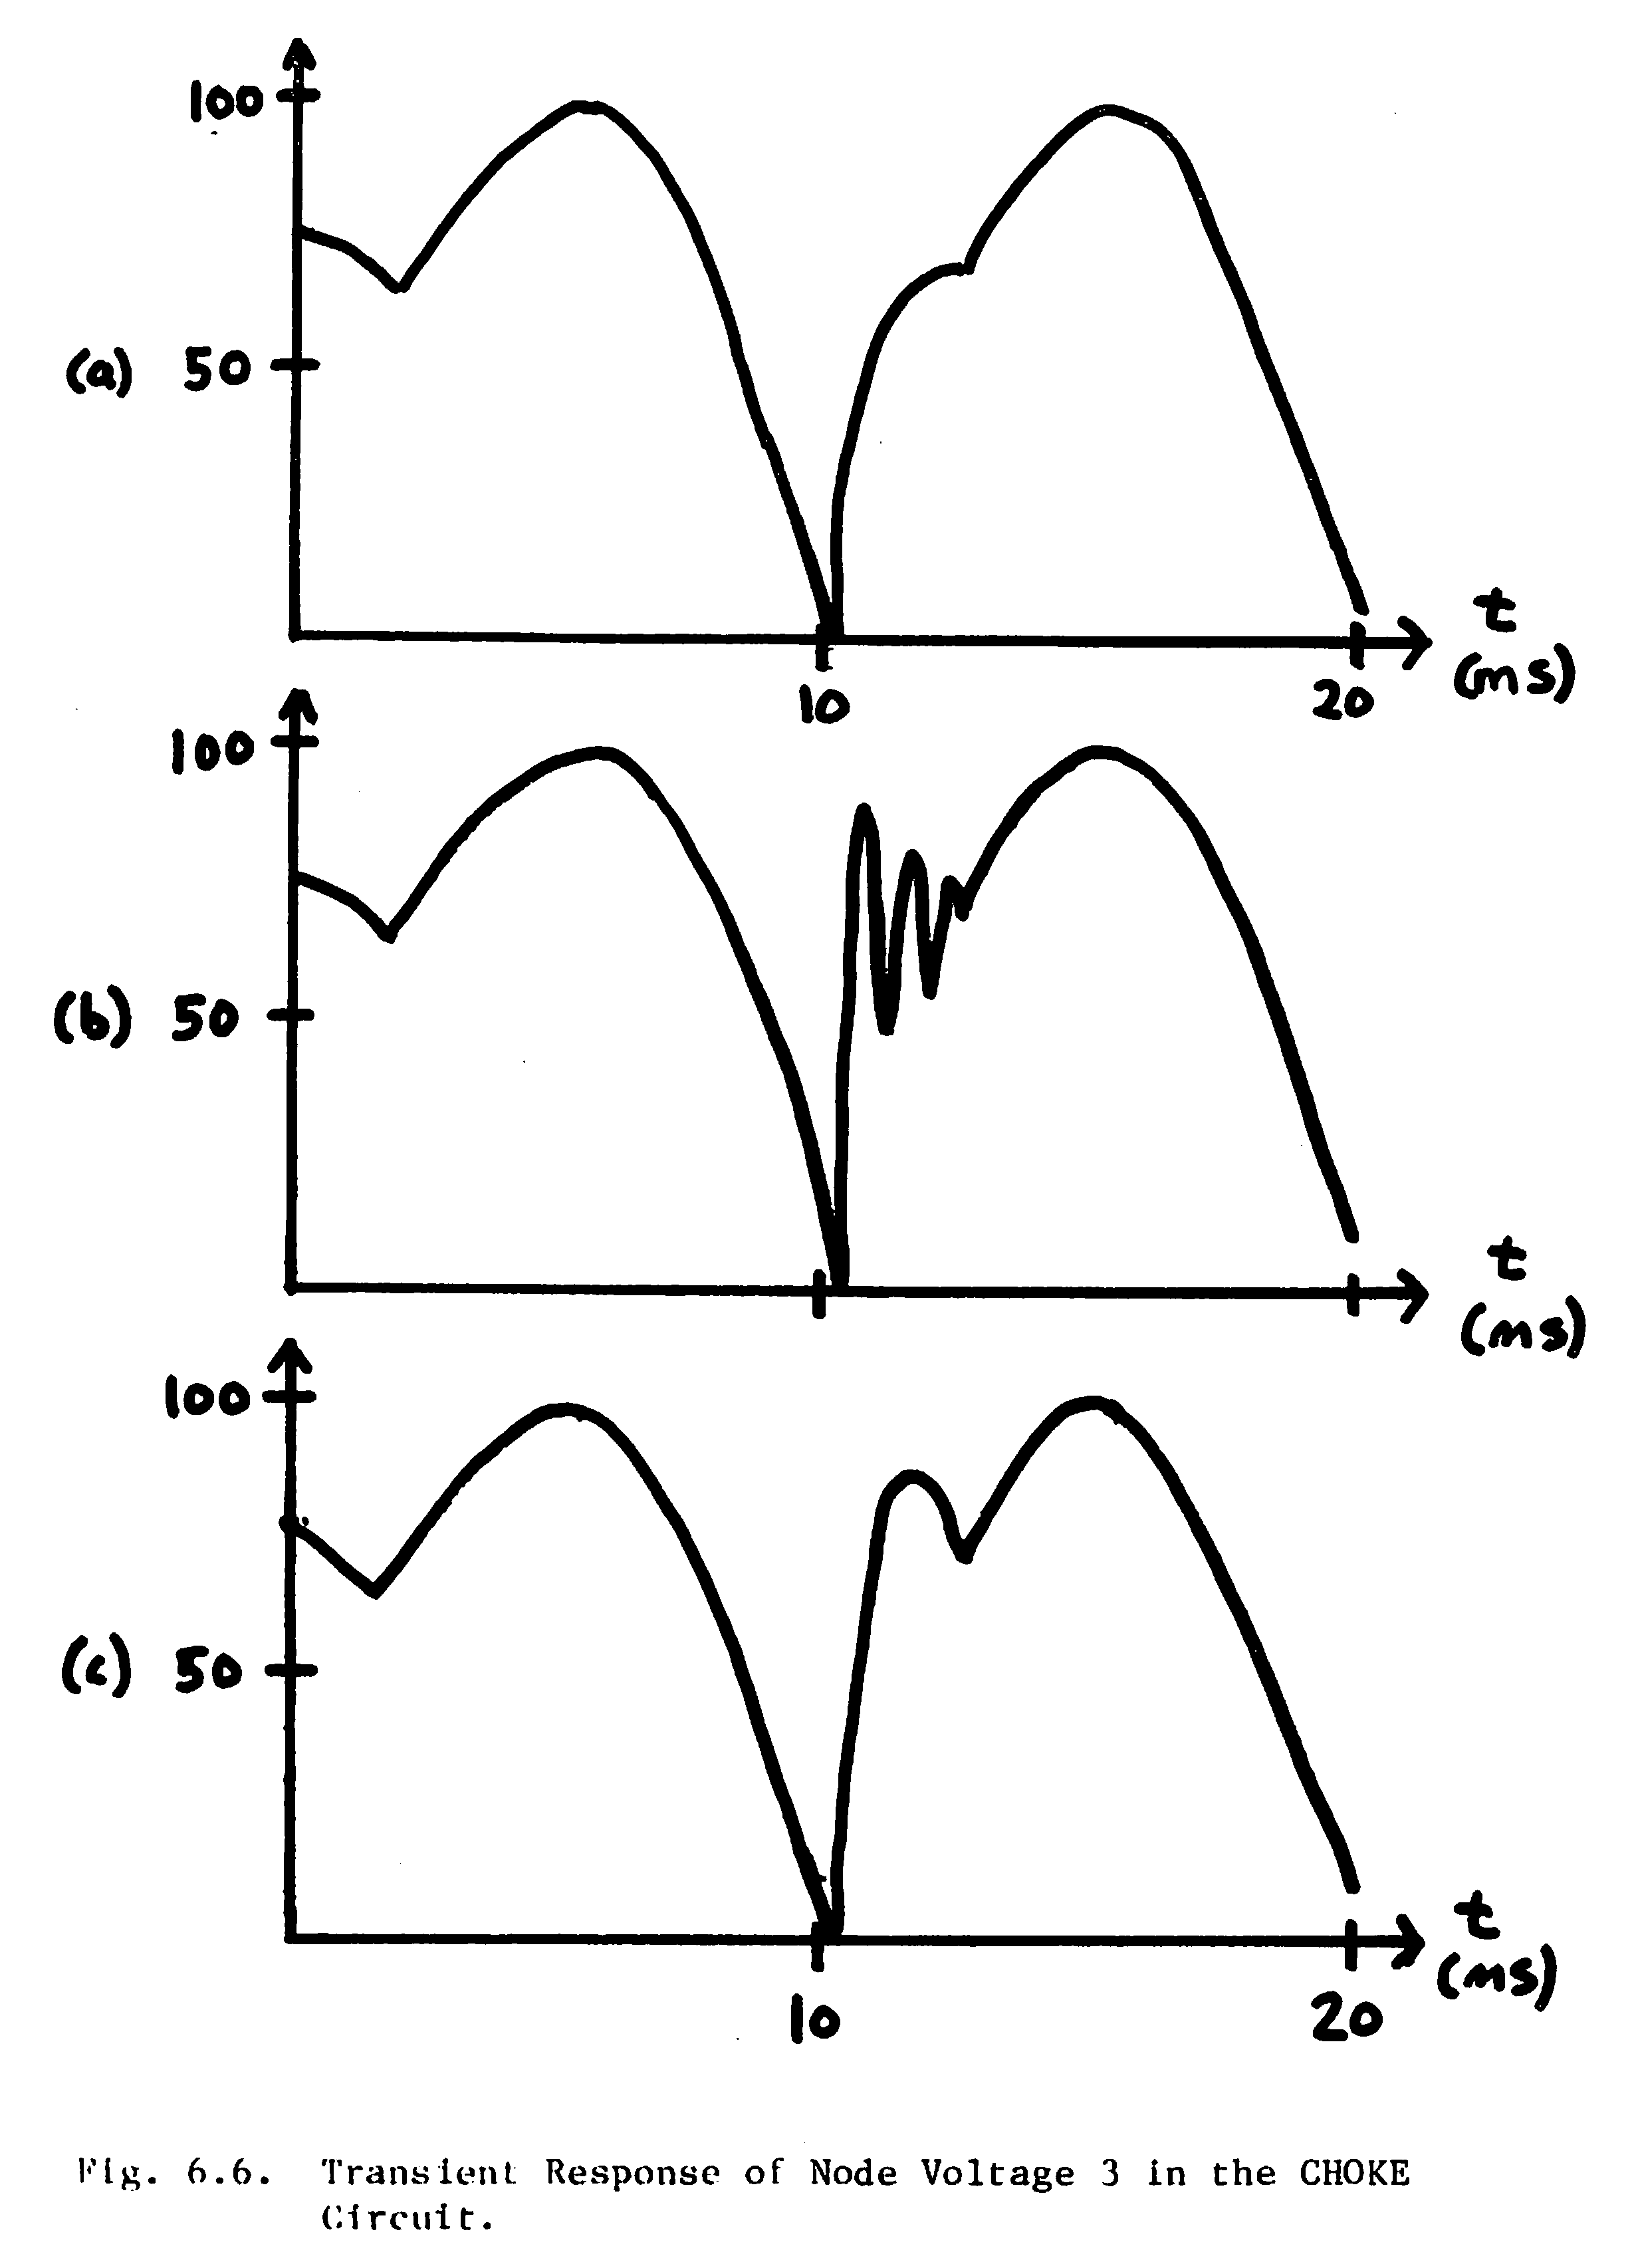 100
(a) 50
10
20
t
(ms)
100
(b) 50
t
(ms)
100
(c) 50
10
20
t
(ms)
Fig. 6.6. Transient Response of Node Voltage 3 in the CHOKE
Circuit.